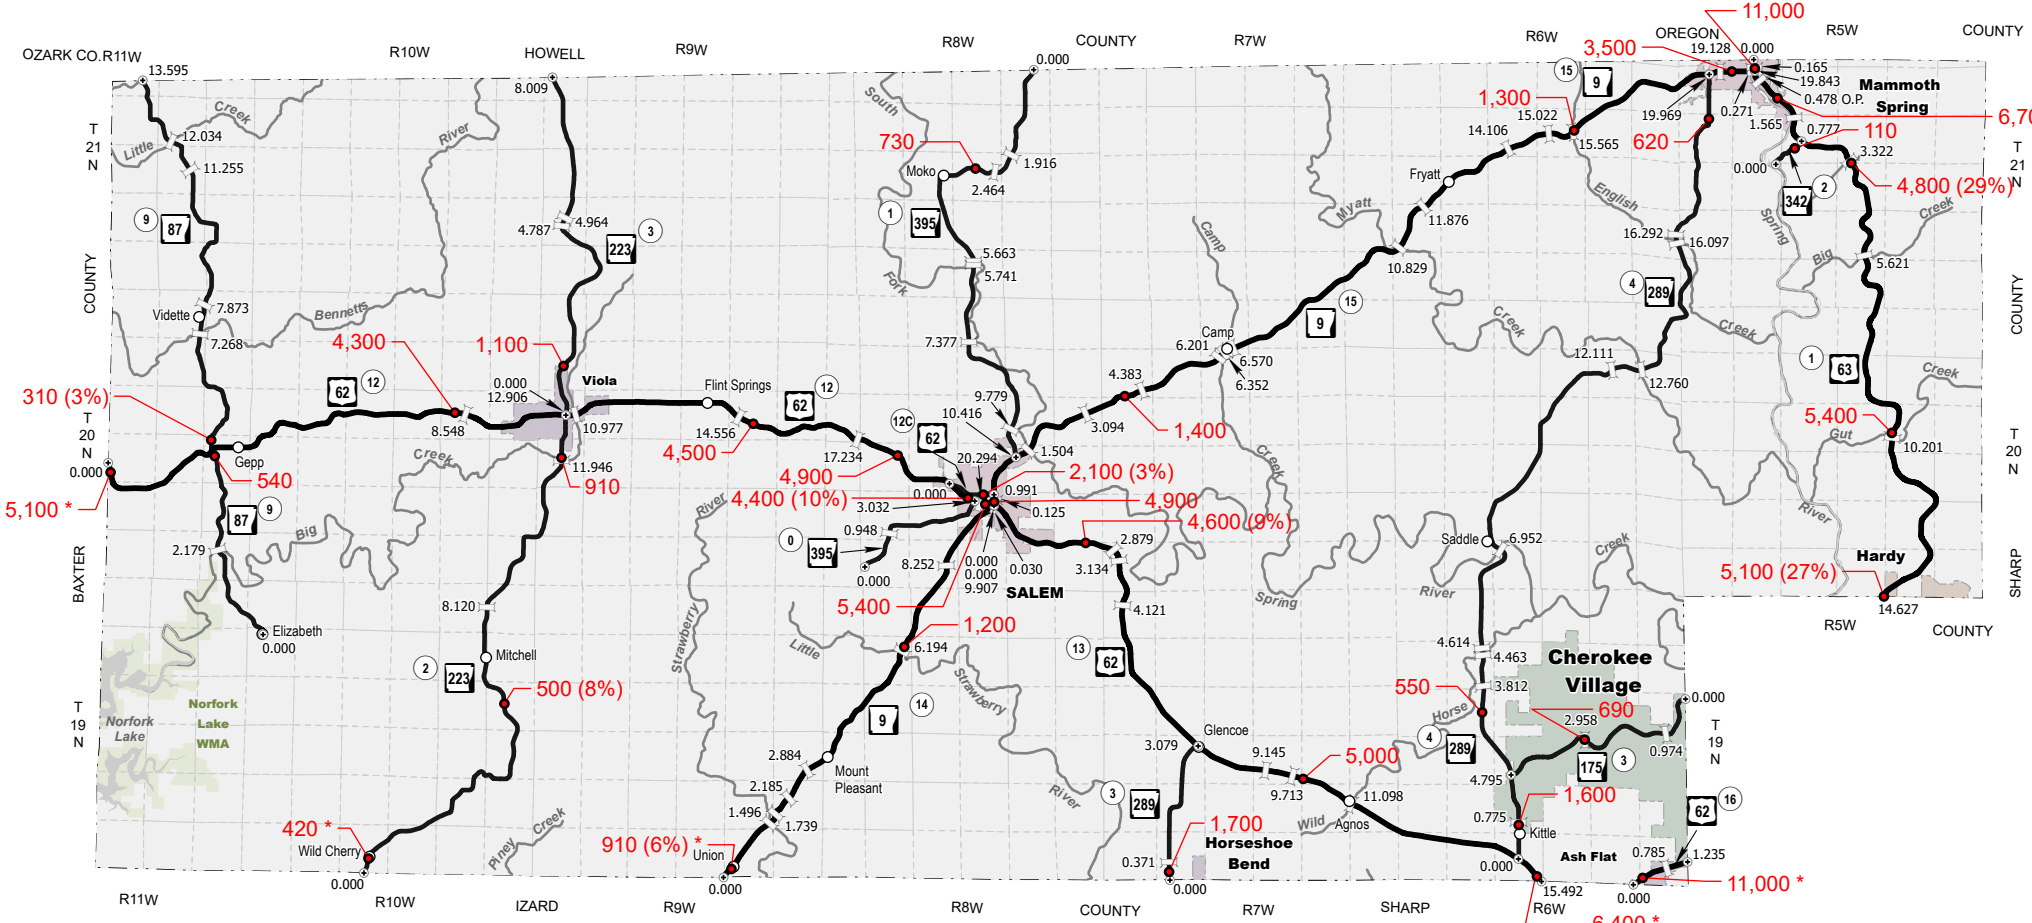 11,000
OZARK CO.
R11W
R10W
HOWELL
R9W
R8W
COUNTY
R7W
R6W
OREGON
R5W
COUNTY
13.595
8.009
0.000
3,500
19.128
0.000
0.165
19.843
0.478 O.P.
Mammoth
Spring
15
9
1,300
15.022
14.106
15.565
19.969
0.271
1.565
0.777
110
620
3.322
0.000
342
2
4,800 (29%)
Creek
Little
12.034
11.255
River
South
730
Moko
2.464
1.916
Fryatt
English
T
21
N
T
21
N
9
87
4.787
4.964
3
223
1
395
Fork
5.663
5.741
Camp
Myatt
11.876
10.829
16.292
16.097
Spring
Big
Creek
5.621
COUNTY
COUNTY
Vidette
7.873
7.268
Bennetts
4,300
1,100
7.377
Camp
6.201
6.570
6.352
15
9
4
289
Creek
Creek
12.111
12.760
1
63
Creek
310 (3%)
62
12
0.000
12.906
Viola
Flint Springs
62
12
9.779
4.383
3.094
1,400
5,400
Gut
10.201
T
20
N
T
20
N
0.000
Gepp
540
8.548
10.977
14.556
4,500
17.234
12C
62
10.416
1.504
20.294
2,100 (3%)
5,100 *
Creek
11.946
910
4,900
4,400 (10%)
0.000
3.032
0.991
4,900
0.125
4,600 (9%)
Creek
River
87
9
Big
2.179
River
0
395
0.948
0.000
8.252
0.000
0.000
9.907
0.030
SALEM
2.879
3.134
Saddle
6.952
Creek
Hardy
5,100 (27%)
14.627
BAXTER
SHARP
8.120
5,400
1,200
4.121
Spring
River
R5W
COUNTY
Elizabeth
0.000
Mitchell
2
223
500 (8%)
Strawberry
Little
6.194
Strawberry
River
13
62
4.614
4.463
3.812
Cherokee
Village
550
690
0.000
Horse
2.958
0.974
T
19
N
T
19
N
Norfork
Lake
Norfork
Lake
WMA
9
14
Glencoe
3.079
9.145
9.713
5,000
4
289
4.795
175
3
2.884
Mount
Pleasant
2.185
1.496
1.739
3
289
11.098
Agnos
Wild
0.775
1,600
Kittle
62
16
420 *
Wild Cherry
Piney
Creek
910 (6%) *
Union
0.371
1,700
Horseshoe
Bend
0.000
Ash Flat
0.785
1.235
11,000 *
0.000
0.000
0.000
15.492
0.000
R11W
R10W
IZARD
R9W
R8W
COUNTY
R7W
SHARP
R6W